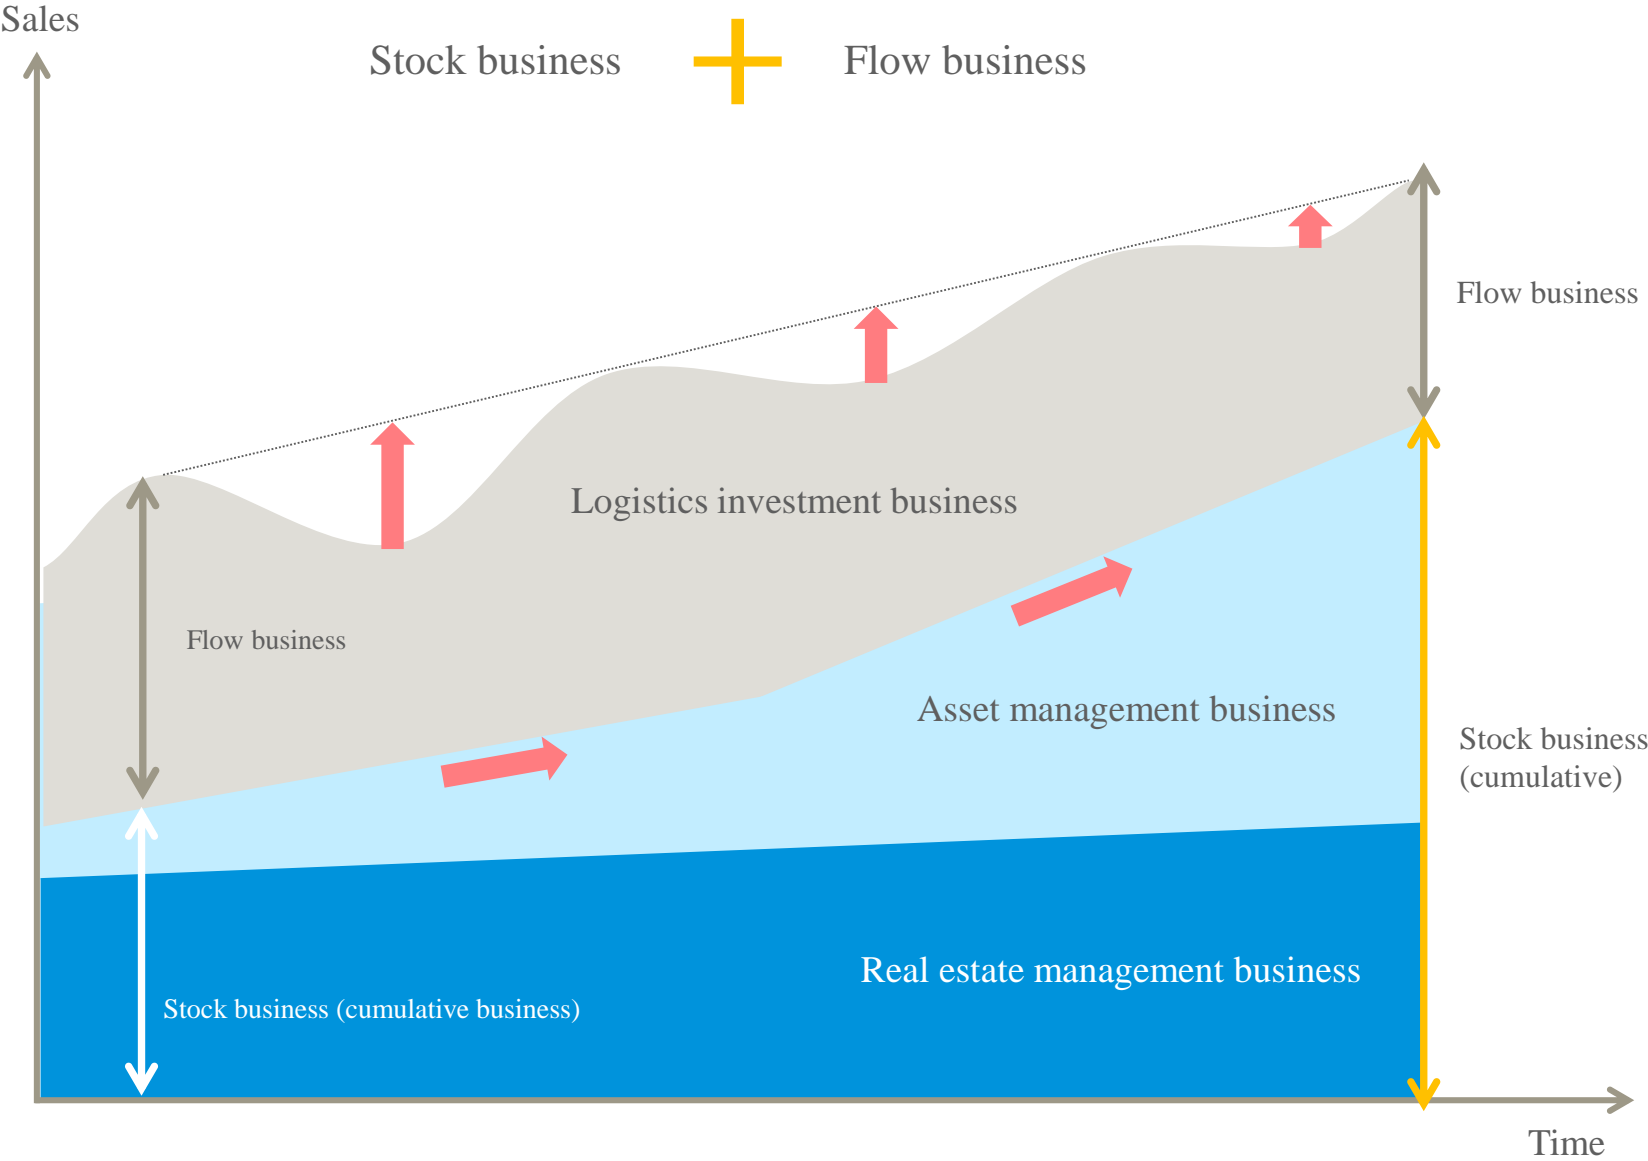 Sales
Stock business
Flow business
Flow business
Logistics investment business
Flow business
Asset management business
Stock business
(cumulative)
Real estate management business
Stock business (cumulative business)
Time